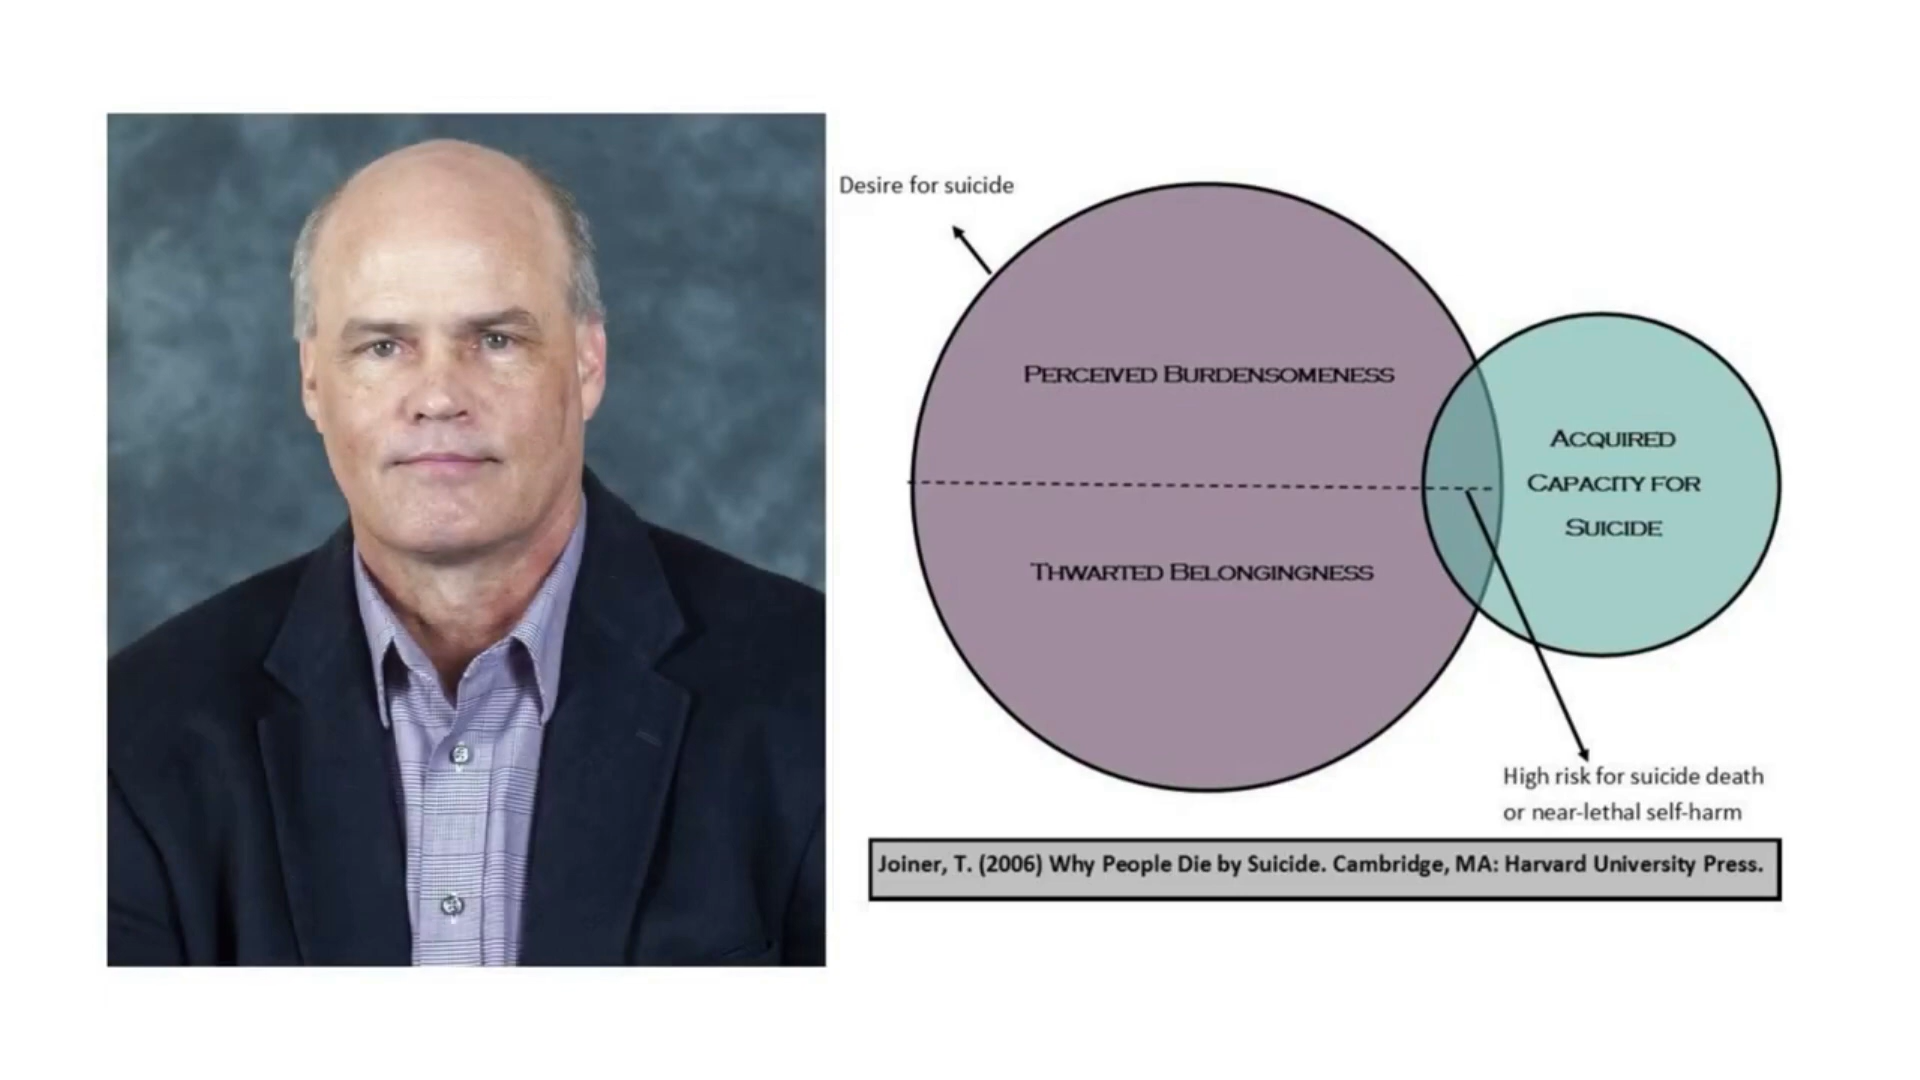 Desire for suicide
PERCEIVED BURDENSOMENESS
THWARTED BELONGINGNESS
ACQUIRED
CAPACITY FOR
SUICIDE
High risk for suicide death
or near-lethal self-harm
Joiner, T. (2006) Why People Die by Suicide. Cambridge, MA: Harvard University Press.